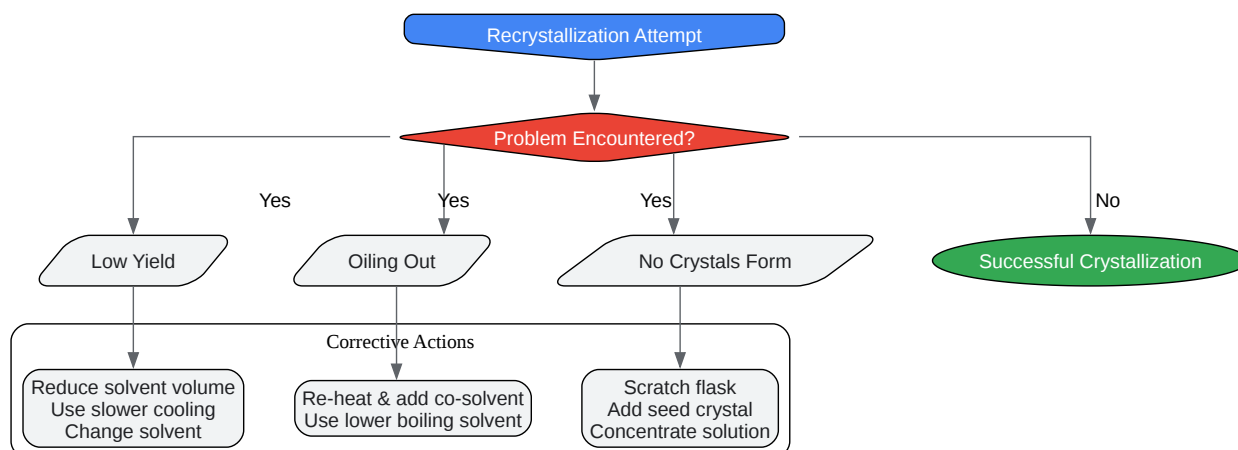 Recrystallization Attempt
Problem Encountered?
Yes
Yes
Yes
No
Low Yield
Oiling Out
No Crystals Form
Successful Crystallization
Corrective Actions
Reduce solvent volume
Use slower cooling
Change solvent
Re-heat & add co-solvent
Use lower boiling solvent
Scratch flask
Add seed crystal
Concentrate solution